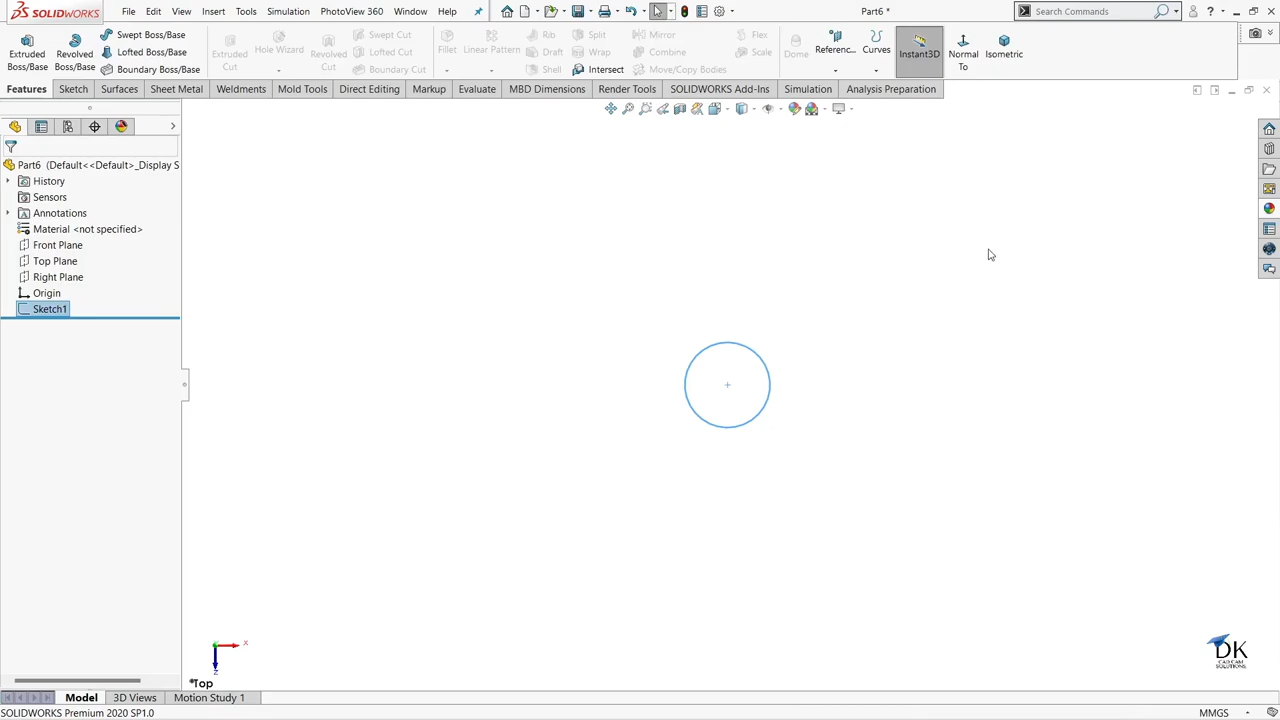 SOLIDWORKS File Edit View Insert Tools Simulation PhotoView 360 Window Help Part6 * Search Commands ?
Extruded Boss/Base
Revolved Boss/Base
Swept Boss/Base
Lofted Boss/Base
Boundary Boss/Base
Extruded Cut
Hole Wizard
Revolved Cut
Swept Cut
Lofted Cut
Boundary Cut
Fillet
Linear Pattern
Rib
Draft
Shell
Split
Wrap
Intersect
Mirror
Combine
Move/Copy Bodies
Flex
Scale
Dome
Referenc...
Curves
Instant3D
Normal To
Isometric
Features Sketch Surfaces Sheet Metal Weldments Mold Tools Direct Editing Markup Evaluate MBD Dimensions Render Tools SOLIDWORKS Add-Ins Simulation Analysis Preparation
Part6 (Default<<Default>_Display S
History
Sensors
Annotations
Material <not specified>
Front Plane
Top Plane
Right Plane
Origin
Sketch1
X
Z
*Top
DK
CAD CAM
SOLUTIONS
Model 3D Views Motion Study 1
SOLIDWORKS Premium 2020 SP1.0 MMGS